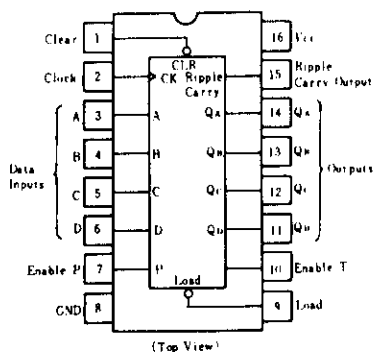 Clear 1 16 Vcc
CLR
Clock 2 CK Ripple Carry 15 Ripple Carry Output
A 3 A QA 14 QA
B 4 B QB 13 QB
Data Inputs Outputs
C 5 C QC 12 QC
D 6 D QD 11 QD
Enable P 7 P 10 Enable T
Load
GND 8 9 Load
(Top View)